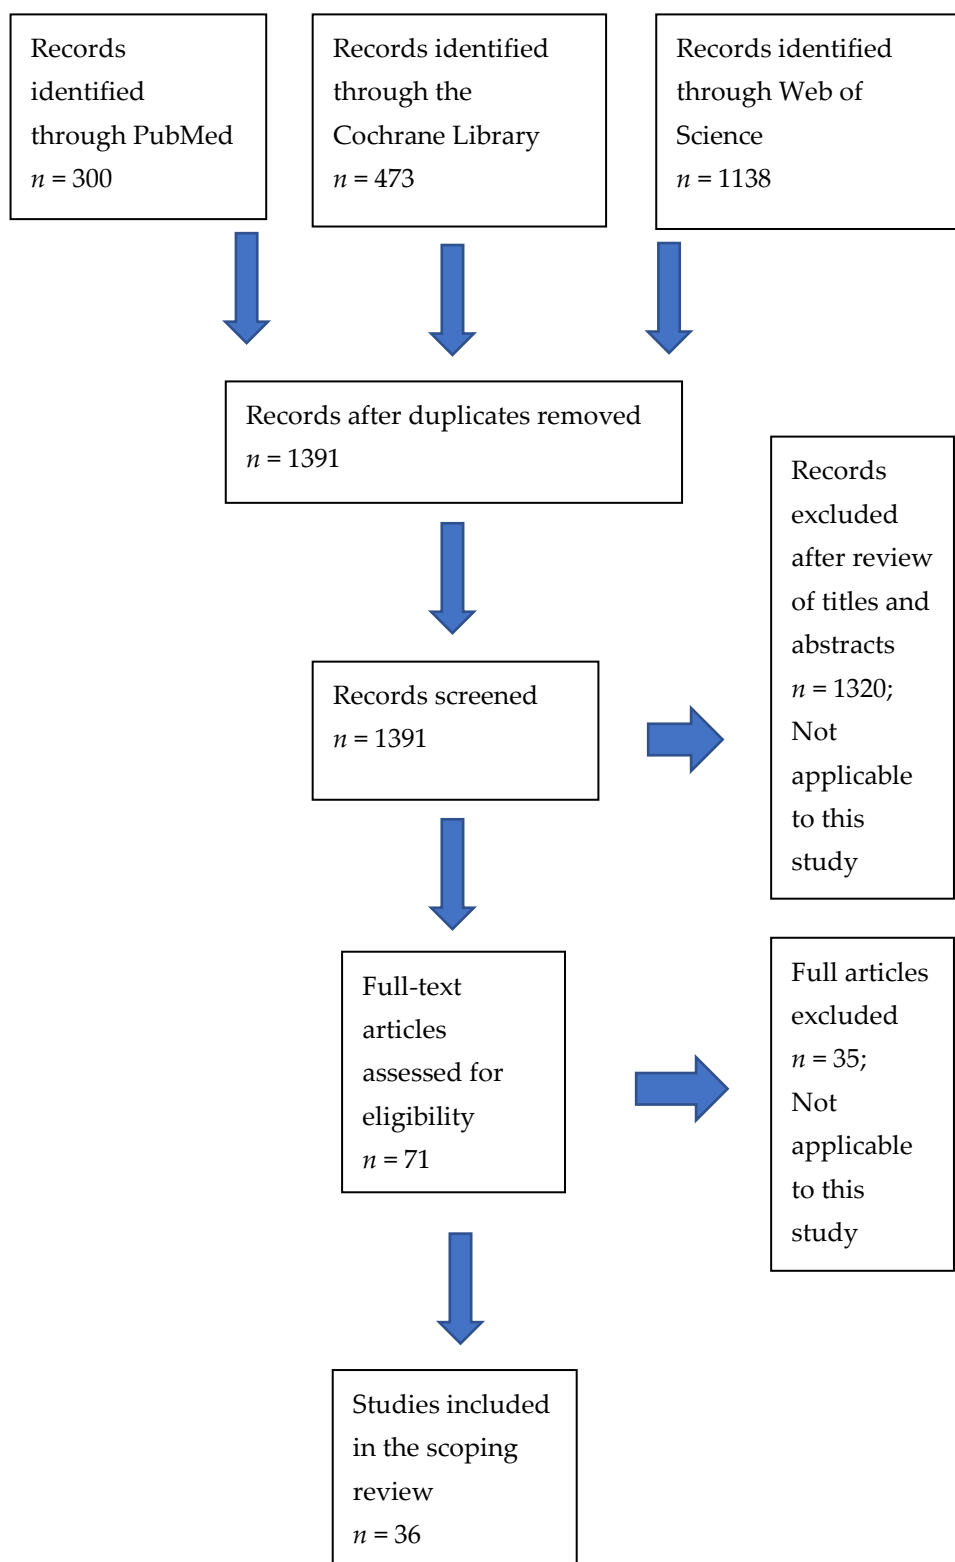 Records
identified
through PubMed
n = 300
Records identified
through the
Cochrane Library
n = 473
Records identified
through Web of
Science
n = 1138
Records after duplicates removed
n = 1391
Records
excluded
after review
of titles and
abstracts
n = 1320;
Not
applicable
to this
study
Records screened
n = 1391
Full-text
articles
assessed for
eligibility
n = 71
Full articles
excluded
n = 35;
Not
applicable
to this
study
Studies included
in the scoping
review
n = 36